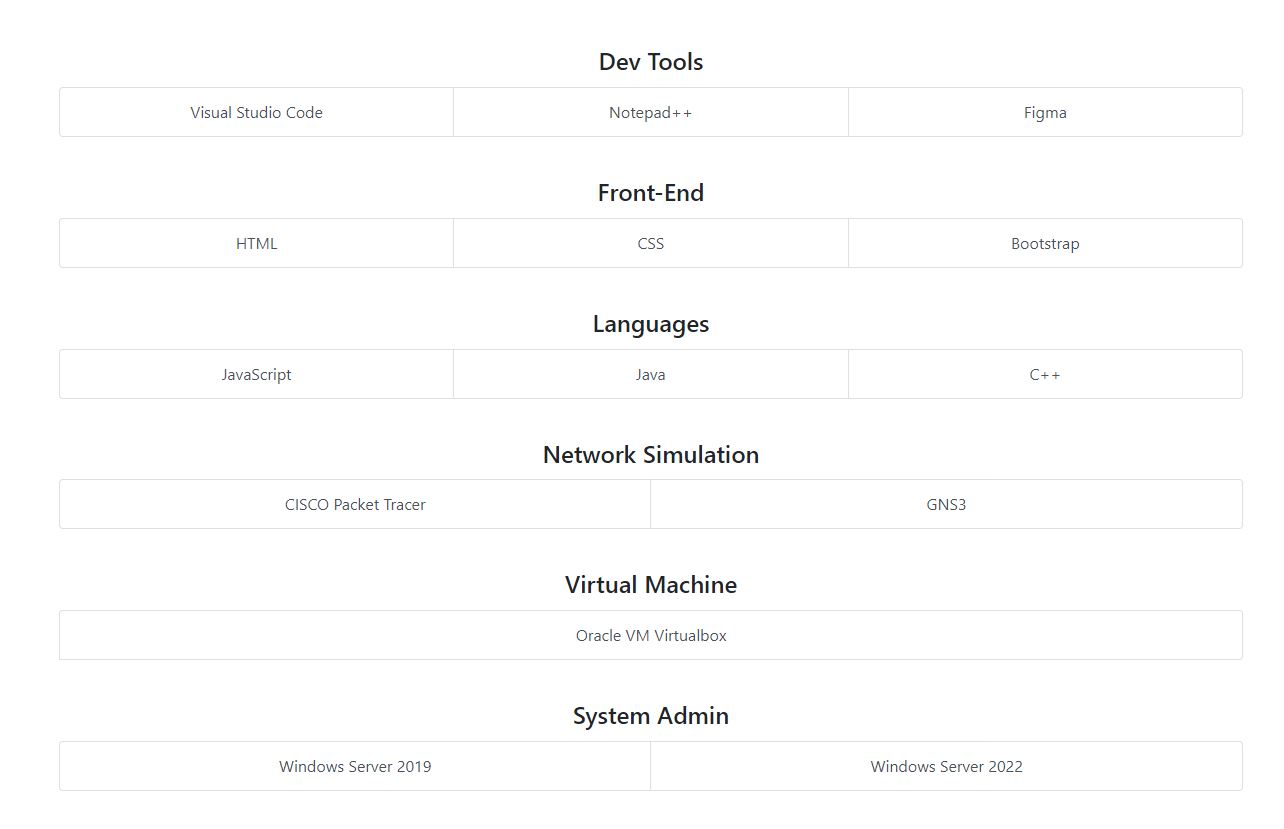 Dev Tools
Visual Studio Code Notepad++ Figma
Front-End
HTML CSS Bootstrap
Languages
JavaScript Java C++
Network Simulation
CISCO Packet Tracer GNS3
Virtual Machine
Oracle VM Virtualbox
System Admin
Windows Server 2019 Windows Server 2022